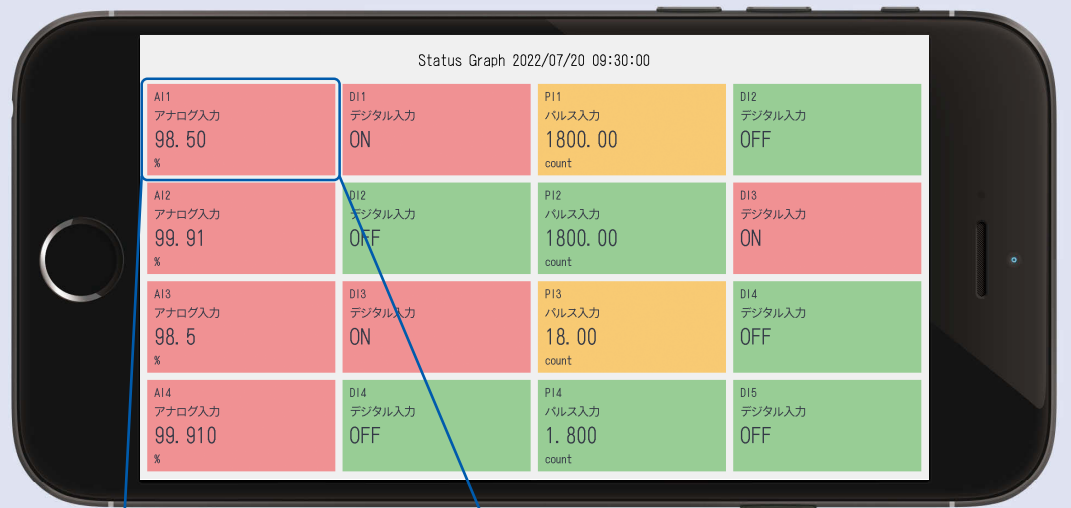 Status Graph 2022/07/20 09:30:00
AI1
アナログ入力
98.50
%
DI1
デジタル入力
ON
PI1
パルス入力
1800.00
count
DI2
デジタル入力
OFF
AI2
アナログ入力
99.91
%
DI2
デジタル入力
OFF
PI2
パルス入力
1800.00
count
DI3
デジタル入力
ON
AI3
アナログ入力
98.5
%
DI3
デジタル入力
ON
PI3
パルス入力
18.00
count
DI4
デジタル入力
OFF
AI4
アナログ入力
99.910
%
DI4
デジタル入力
OFF
PI4
パルス入力
1.800
count
DI5
デジタル入力
OFF